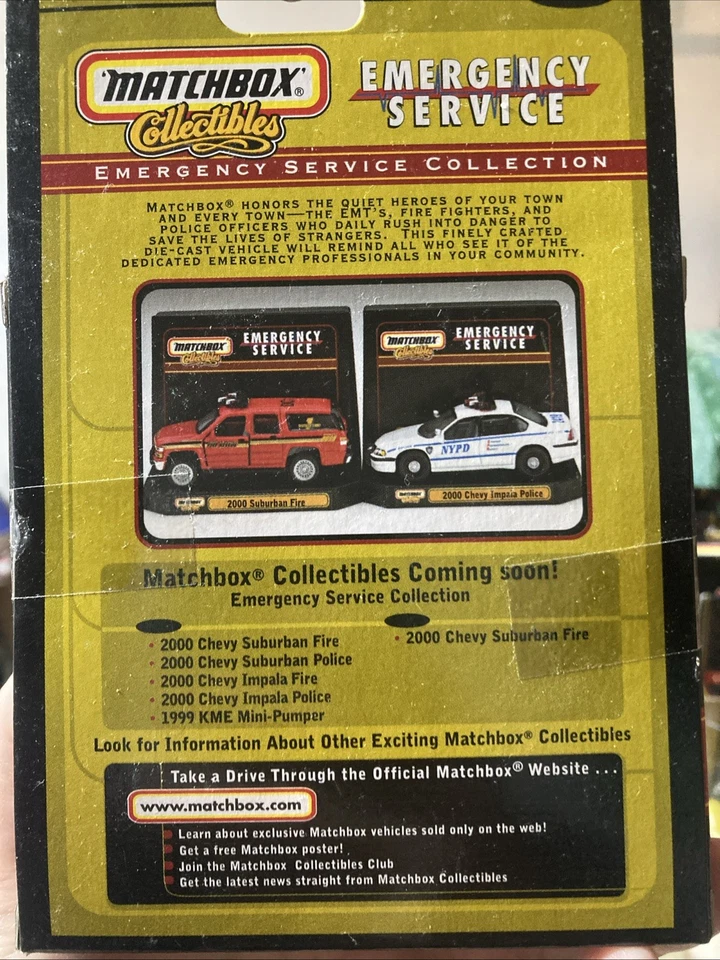 MATCHBOX®
Collectibles
EMERGENCY
SERVICE
EMERGENCY SERVICE COLLECTION
MATCHBOX® HONORS THE QUIET HEROES OF YOUR TOWN
AND EVERY TOWN—THE EMT'S, FIRE FIGHTERS, AND
POLICE OFFICERS WHO DAILY RUSH INTO DANGER TO
SAVE THE LIVES OF STRANGERS. THIS FINELY CRAFTED
DIE-CAST VEHICLE WILL REMIND ALL WHO SEE IT OF THE
DEDICATED EMERGENCY PROFESSIONALS IN YOUR COMMUNITY.
MATCHBOX
Collectibles
EMERGENCY
SERVICE
2000 Suburban Fire
MATCHBOX
Collectibles
EMERGENCY
SERVICE
NYPD
2000 Chevy Impala Police
Matchbox® Collectibles Coming soon!
Emergency Service Collection
• 2000 Chevy Suburban Fire
• 2000 Chevy Suburban Police
• 2000 Chevy Impala Fire
• 2000 Chevy Impala Police
• 1999 KME Mini-Pumper
• 2000 Chevy Suburban Fire
Look for Information About Other Exciting Matchbox® Collectibles
Take a Drive Through the Official Matchbox® Website . . .
www.matchbox.com
Learn about exclusive Matchbox vehicles sold only on the web!
Get a free Matchbox poster!
Join the Matchbox Collectibles Club
Get the latest news straight from Matchbox Collectibles